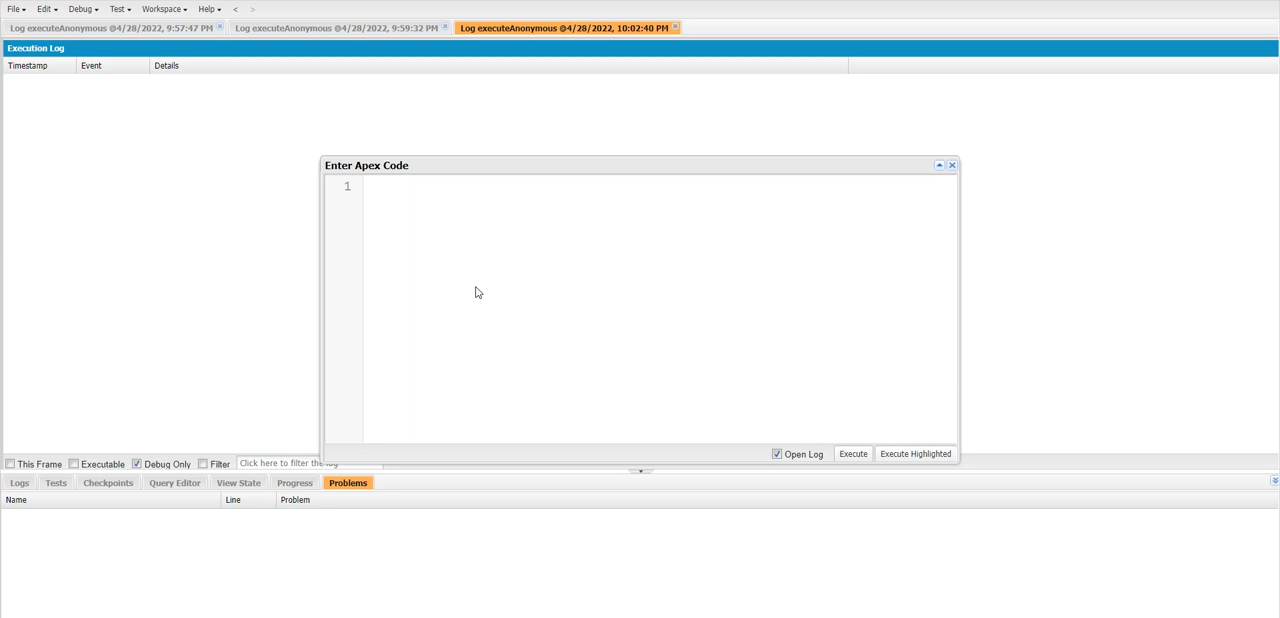 File Edit Debug Test Workspace Help < >
Log executeAnonymous @4/28/2022, 9:57:47 PM Log executeAnonymous @4/28/2022, 9:59:32 PM Log executeAnonymous @4/28/2022, 10:02:40 PM
Execution Log
Timestamp Event Details
Enter Apex Code
1
Open Log Execute Execute Highlighted
This Frame Executable Debug Only Filter Click here to filter the log
Logs Tests Checkpoints Query Editor View State Progress Problems
Name Line Problem